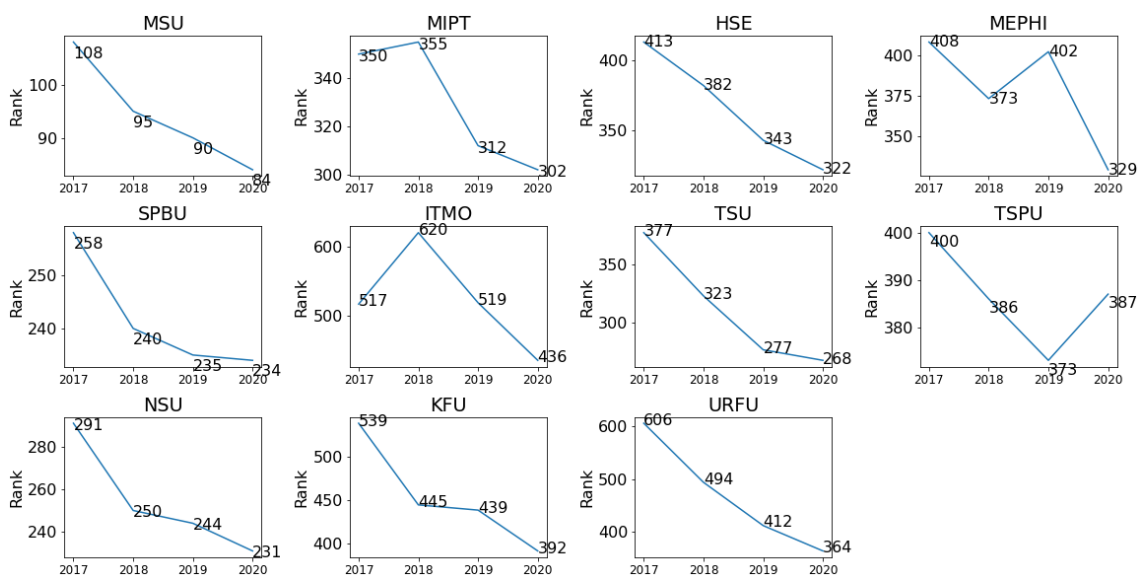 MSU
108
95
90
84
100
90
Rank
2017 2018 2019 2020
MIPT
350
355
312
302
340
320
300
Rank
2017 2018 2019 2020
HSE
413
382
343
322
400
350
Rank
2017 2018 2019 2020
MEPHI
408
373
402
329
400
375
350
Rank
2017 2018 2019 2020
SPBU
258
240
235
234
250
240
Rank
2017 2018 2019 2020
ITMO
517
620
519
436
600
500
Rank
2017 2018 2019 2020
TSU
377
323
277
268
350
300
Rank
2017 2018 2019 2020
TSPU
400
386
373
387
400
390
380
Rank
2017 2018 2019 2020
NSU
291
250
244
231
280
260
240
Rank
2017 2018 2019 2020
KFU
539
445
439
392
500
450
400
Rank
2017 2018 2019 2020
URFU
606
494
412
364
600
500
400
Rank
2017 2018 2019 2020